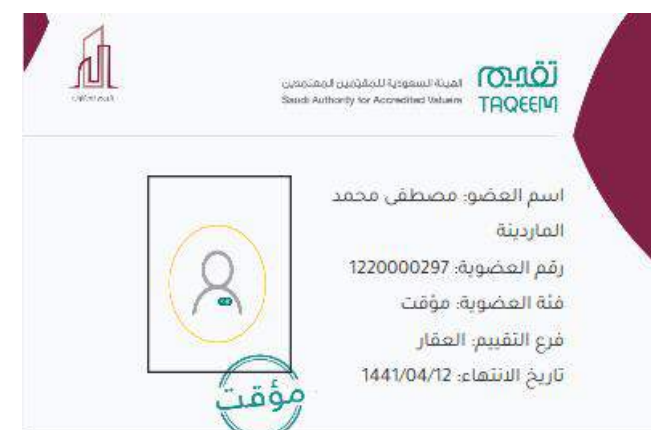 تقييم
TAQEEM
الهيئة السعودية للمقيمين المعتمدين
Saudi Authority for Accredited Valuers
اسم العضو: مصطفى محمد
الماردينة
رقم العضوية: 1220000297
فئة العضوية: مؤقت
فرع التقييم: العقار
تاريخ الانتهاء: 1441/04/12
مؤقت